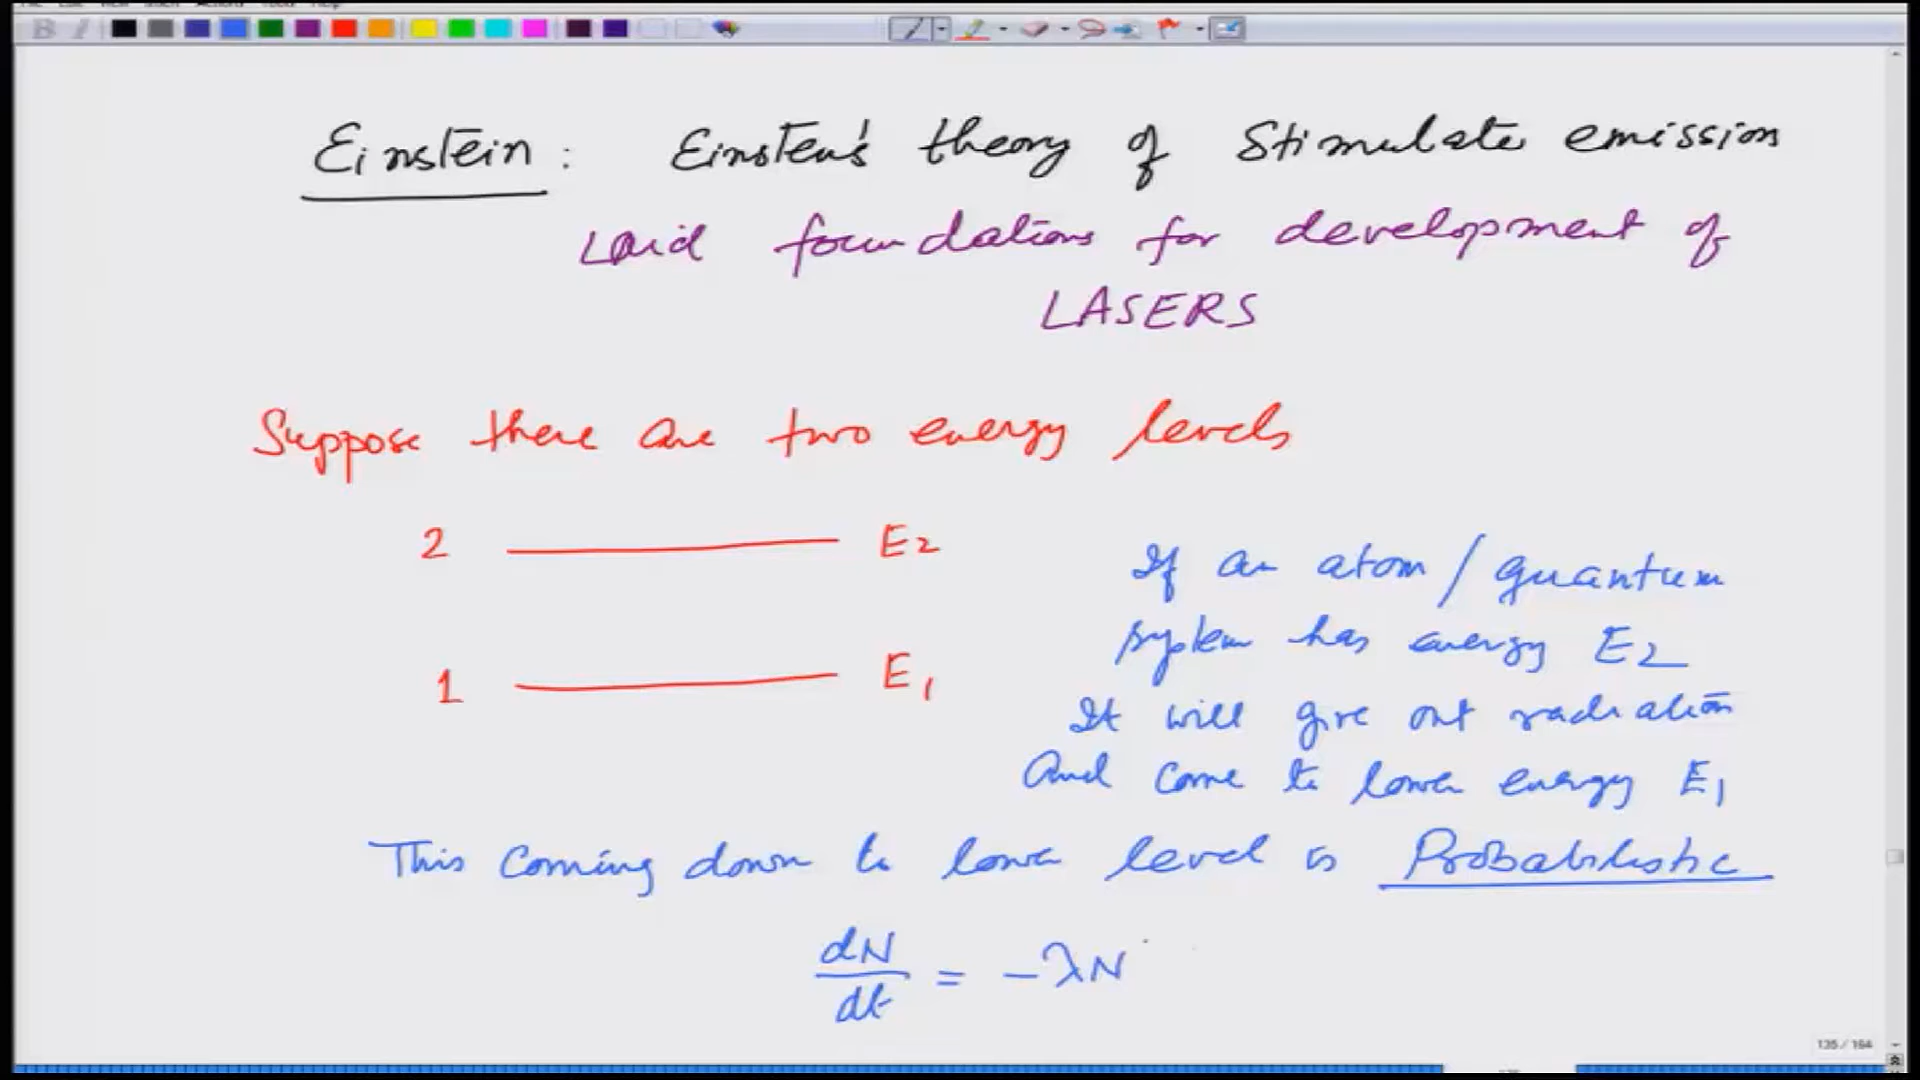 Einstein : Einstein's theory of Stimulate emission
Laid foundations for development of
LASERS
Suppose there are two energy levels
2 E2
If an atom / quantum
system has energy E2
1 E1
It will give out radiation
And come to lower energy E1
This coming down to lower level is Probabilistic
dN/dt = -λN
135 / 164